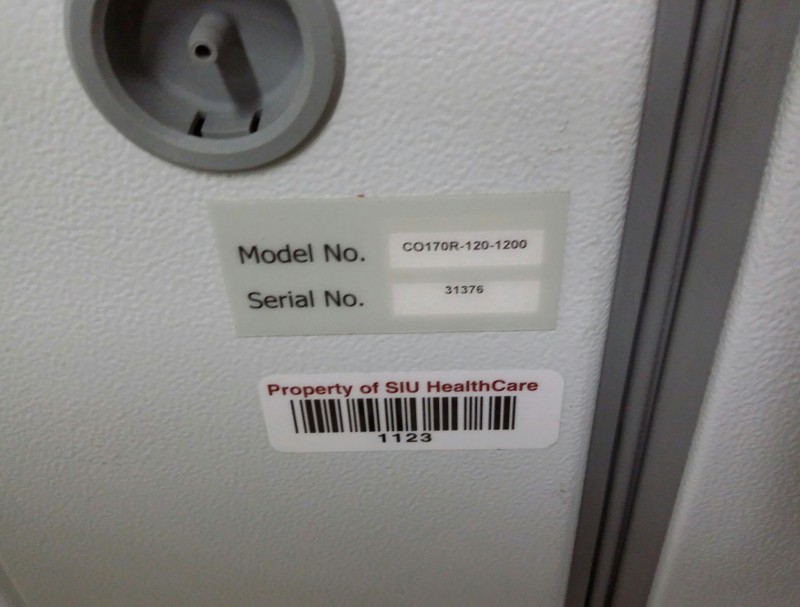 Model No. CO170R-120-1200
Serial No. 31376
Property of SIU HealthCare
1123